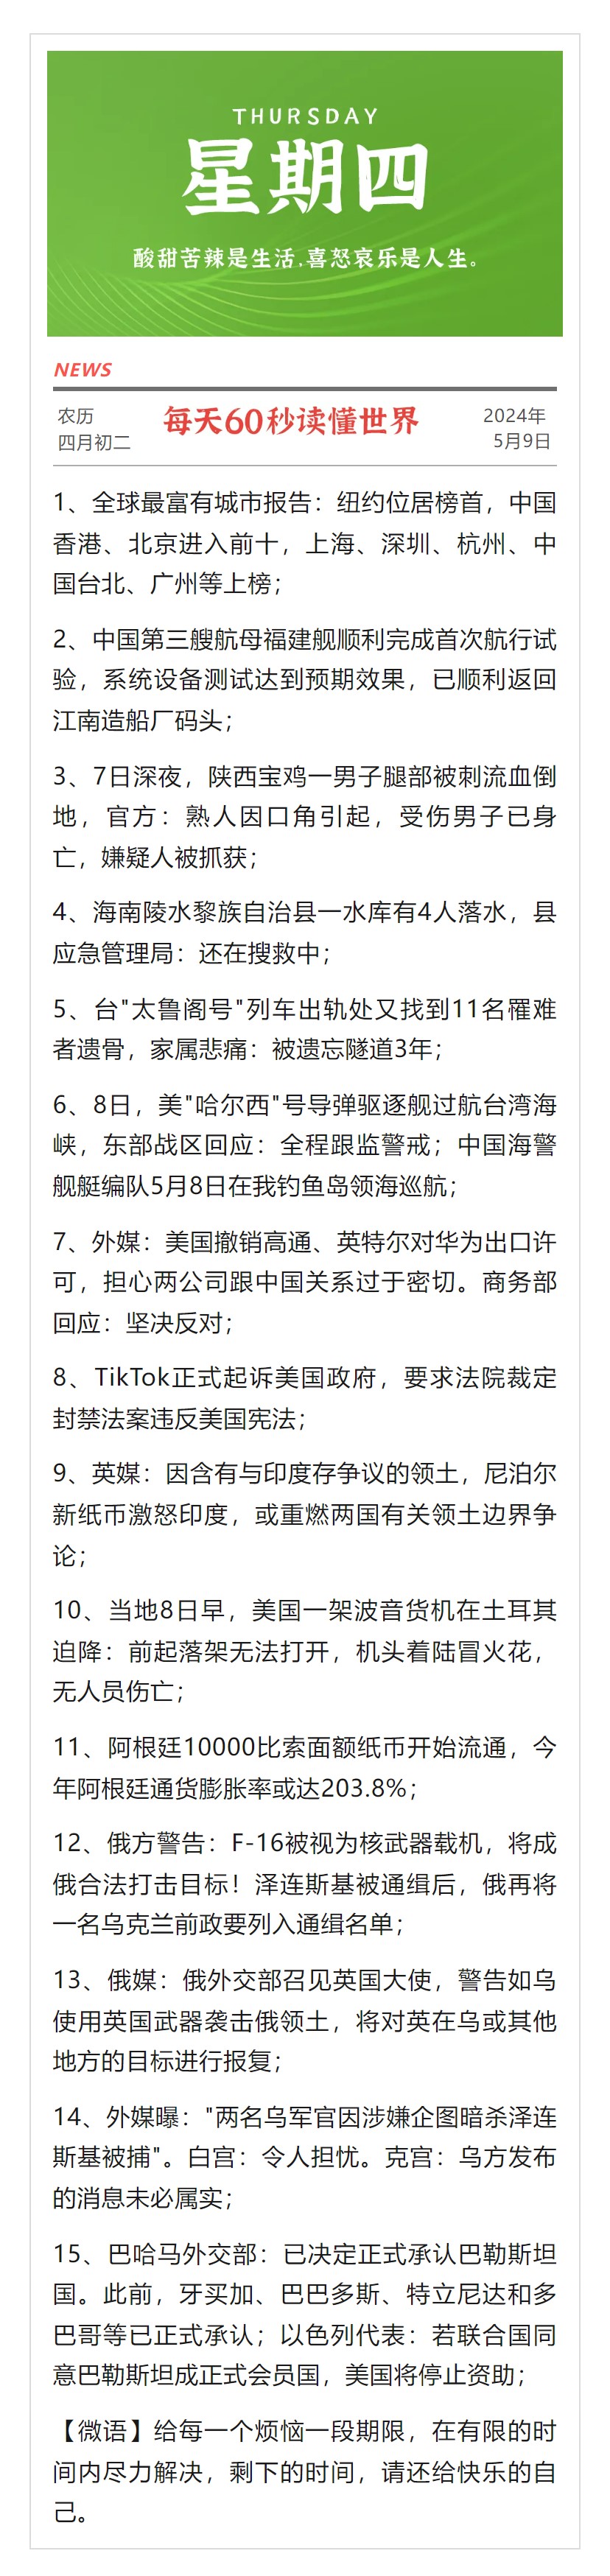 THURSDAY
星期四
酸甜苦辣是生活,喜怒哀乐是人生。
NEWS
农历
四月初二
每天60秒读懂世界
2024年
5月9日
1、全球最富有城市报告：纽约位居榜首，中国
香港、北京进入前十，上海、深圳、杭州、中
国台北、广州等上榜；
2、中国第三艘航母福建舰顺利完成首次航行试
验，系统设备测试达到预期效果，已顺利返回
江南造船厂码头；
3、7日深夜，陕西宝鸡一男子腿部被刺流血倒
地，官方：熟人因口角引起，受伤男子已身
亡，嫌疑人被抓获；
4、海南陵水黎族自治县一水库有4人落水，县
应急管理局：还在搜救中；
5、台"太鲁阁号"列车出轨处又找到11名罹难
者遗骨，家属悲痛：被遗忘隧道3年；
6、8日，美"哈尔西"号导弹驱逐舰过航台湾海
峡，东部战区回应：全程跟监警戒；中国海警
舰艇编队5月8日在我钓鱼岛领海巡航；
7、外媒：美国撤销高通、英特尔对华为出口许
可，担心两公司跟中国关系过于密切。商务部
回应：坚决反对；
8、TikTok正式起诉美国政府，要求法院裁定
封禁法案违反美国宪法；
9、英媒：因含有与印度存争议的领土，尼泊尔
新纸币激怒印度，或重燃两国有关领土边界争
论；
10、当地8日早，美国一架波音货机在土耳其
迫降：前起落架无法打开，机头着陆冒火花，
无人员伤亡；
11、阿根廷10000比索面额纸币开始流通，今
年阿根廷通货膨胀率或达203.8%；
12、俄方警告：F-16被视为核武器载机，将成
俄合法打击目标！泽连斯基被通缉后，俄再将
一名乌克兰前政要列入通缉名单；
13、俄媒：俄外交部召见英国大使，警告如乌
使用英国武器袭击俄领土，将对英在乌或其他
地方的目标进行报复；
14、外媒曝："两名乌军官因涉嫌企图暗杀泽连
斯基被捕"。白宫：令人担忧。克宫：乌方发布
的消息未必属实；
15、巴哈马外交部：已决定正式承认巴勒斯坦
国。此前，牙买加、巴巴多斯、特立尼达和多
巴哥等已正式承认；以色列代表：若联合国同
意巴勒斯坦成正式会员国，美国将停止资助；
【微语】给每一个烦恼一段期限，在有限的时
间内尽力解决，剩下的时间，请还给快乐的自
己。